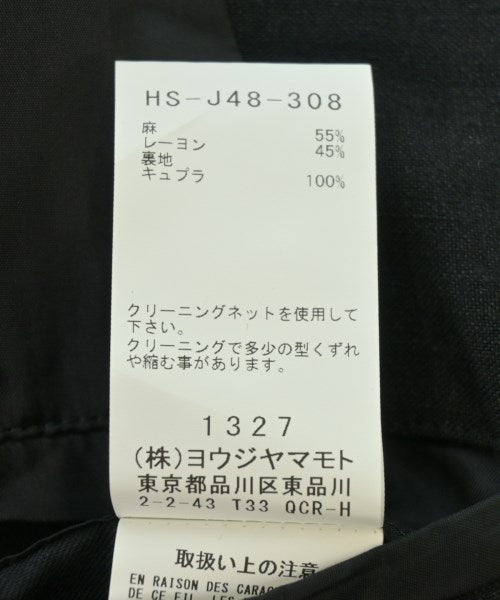 HS-J48-308
麻 55%
レーヨン 45%
裏地
キュプラ 100%
クリーニングネットを使用して
下さい。
クリーニングで多少の型くずれ
や縮む事があります。
1327
(株)ヨウジヤマモト
東京都品川区東品川
2-2-43 T33 QCR-H
取扱い上の注意
EN RAISON DES CARAC
DE CE FIL, LES